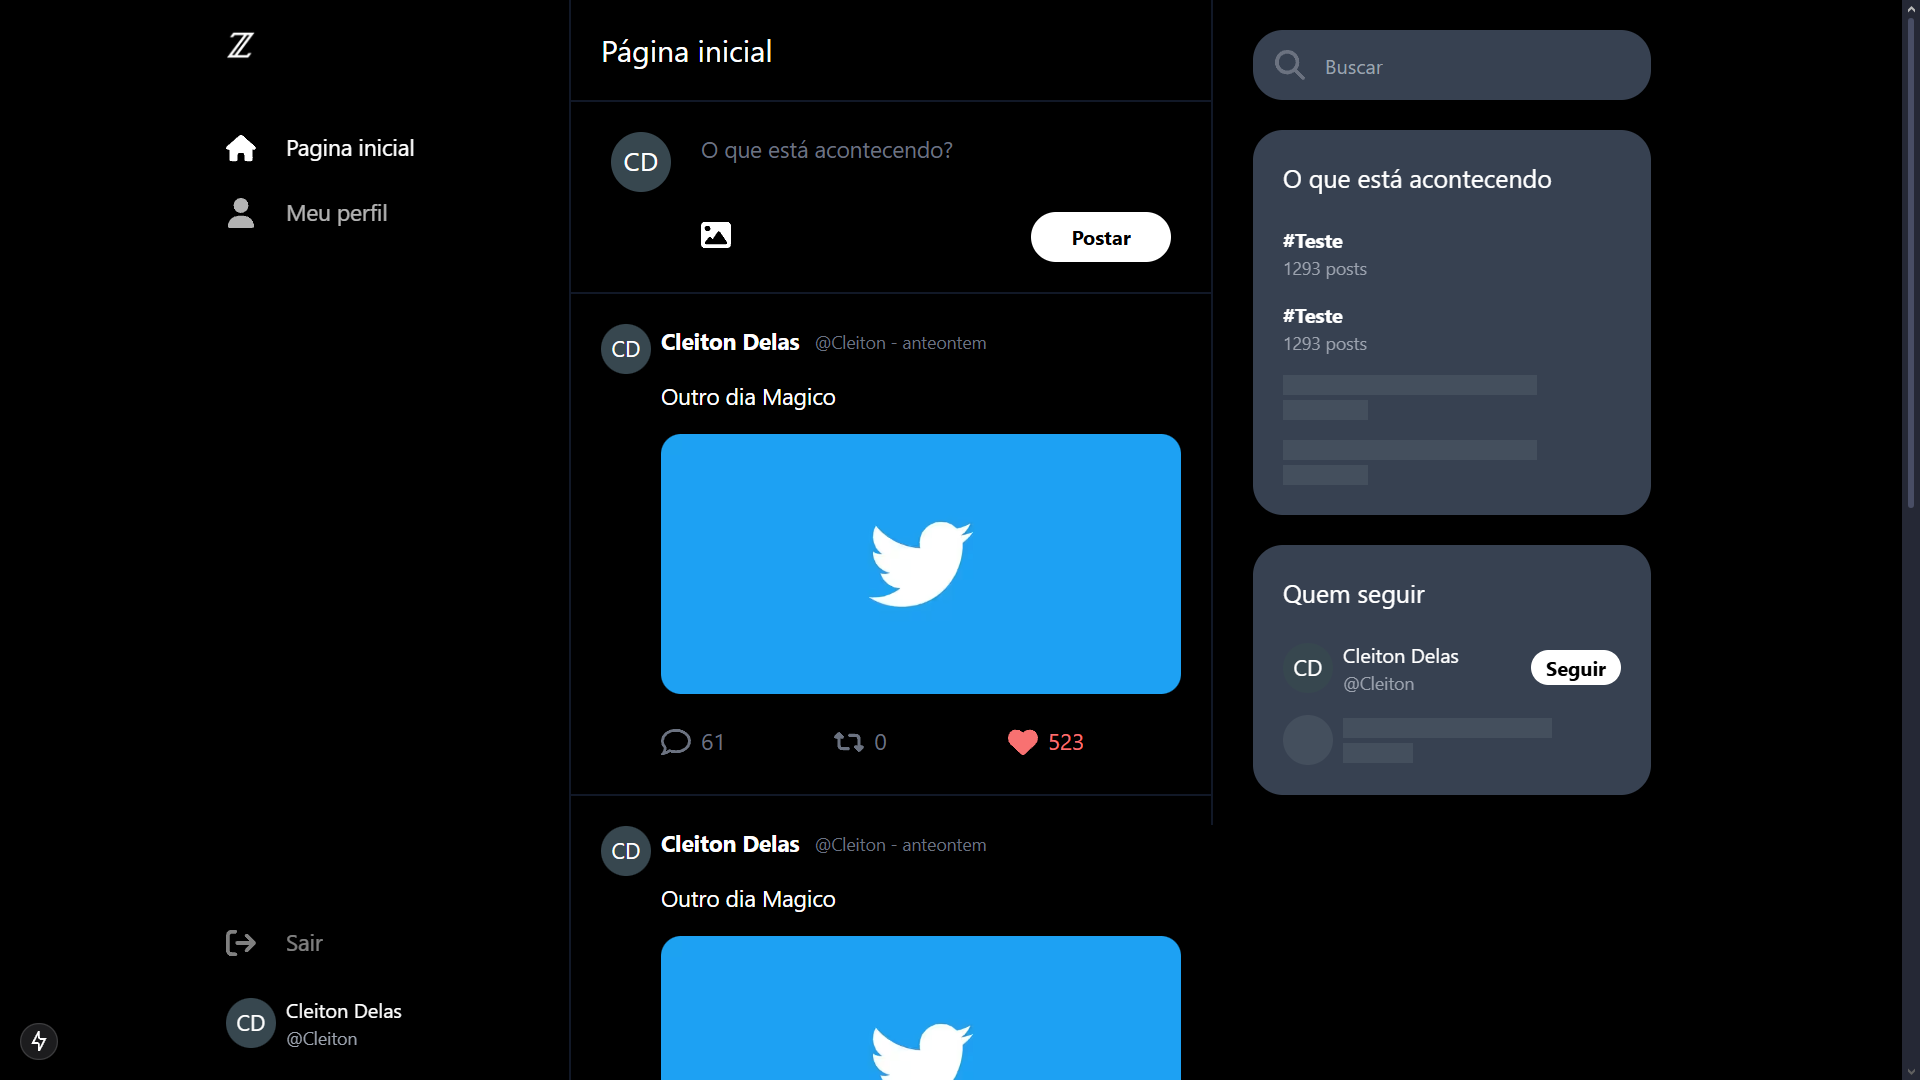 ℤ
Pagina inicial
Meu perfil
Sair
CD
Cleiton Delas
@Cleiton
Página inicial
CD
O que está acontecendo?
Postar
CD
Cleiton Delas @Cleiton - anteontem
Outro dia Magico
61
0
523
CD
Cleiton Delas @Cleiton - anteontem
Outro dia Magico
Buscar
O que está acontecendo
#Teste
1293 posts
#Teste
1293 posts
Quem seguir
CD
Cleiton Delas
@Cleiton
Seguir